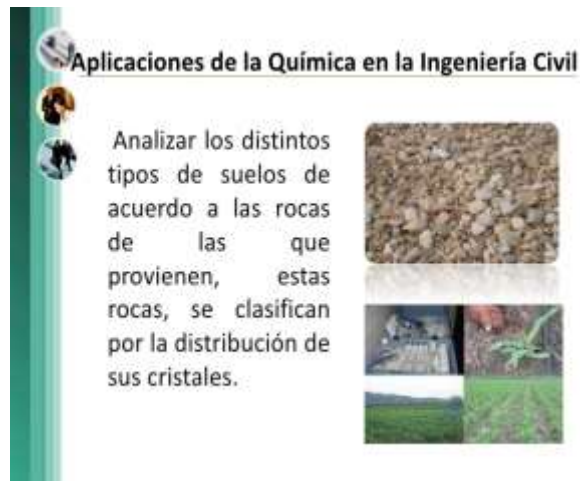 Aplicaciones de la Química en la Ingeniería Civil
Analizar los distintos
tipos de suelos de
acuerdo a las rocas
de las que
provienen, estas
rocas, se clasifican
por la distribución de
sus cristales.